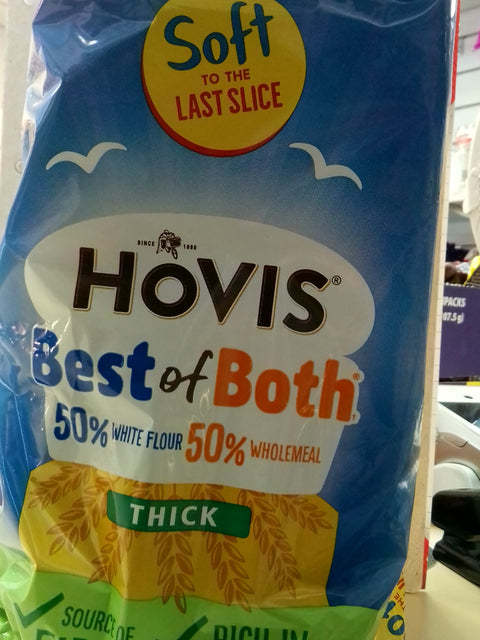 Soft
TO THE
LAST SLICE
SINCE 1890
HOVIS®
Best of Both®
50% WHITE FLOUR 50% WHOLEMEAL
THICK
SOURCE OF
RICH IN